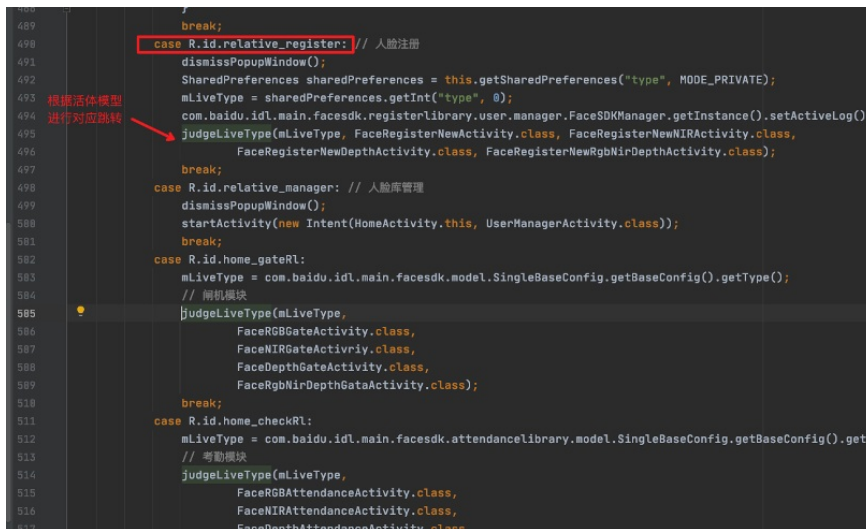 488 }
489 break;
490 case R.id.relative_register: // 人脸注册
491 dismissPopupWindow();
492 SharedPreferences sharedPreferences = this.getSharedPreferences("type", MODE_PRIVATE);
493 mLiveType = sharedPreferences.getInt("type", 0);
根据活体模型
进行对应跳转
494 com.baidu.idl.main.facesdk.registerlibrary.user.manager.FaceSDKManager.getInstance().setActiveLog()
495 judgeLiveType(mLiveType, FaceRegisterNewActivity.class, FaceRegisterNewNIRActivity.class,
496 FaceRegisterNewDepthActivity.class, FaceRegisterNewRgbNirDepthActivity.class);
497 break;
498 case R.id.relative_manager: // 人脸库管理
499 dismissPopupWindow();
500 startActivity(new Intent(HomeActivity.this, UserManagerActivity.class));
501 break;
502 case R.id.home_gateRl:
503 mLiveType = com.baidu.idl.main.facesdk.model.SingleBaseConfig.getBaseConfig().getType();
504 // 闸机模块
505 judgeLiveType(mLiveType,
506 FaceRGBGateActivity.class,
507 FaceNIRGateActivriy.class,
508 FaceDepthGateActivity.class,
509 FaceRgbNirDepthGataActivity.class);
510 break;
511 case R.id.home_checkRl:
512 mLiveType = com.baidu.idl.main.facesdk.attendancelibrary.model.SingleBaseConfig.getBaseConfig().get
513 // 考勤模块
514 judgeLiveType(mLiveType,
515 FaceRGBAttendanceActivity.class,
516 FaceNIRAttendanceActivity.class,
517 FaceDepthAttendanceActivity.class